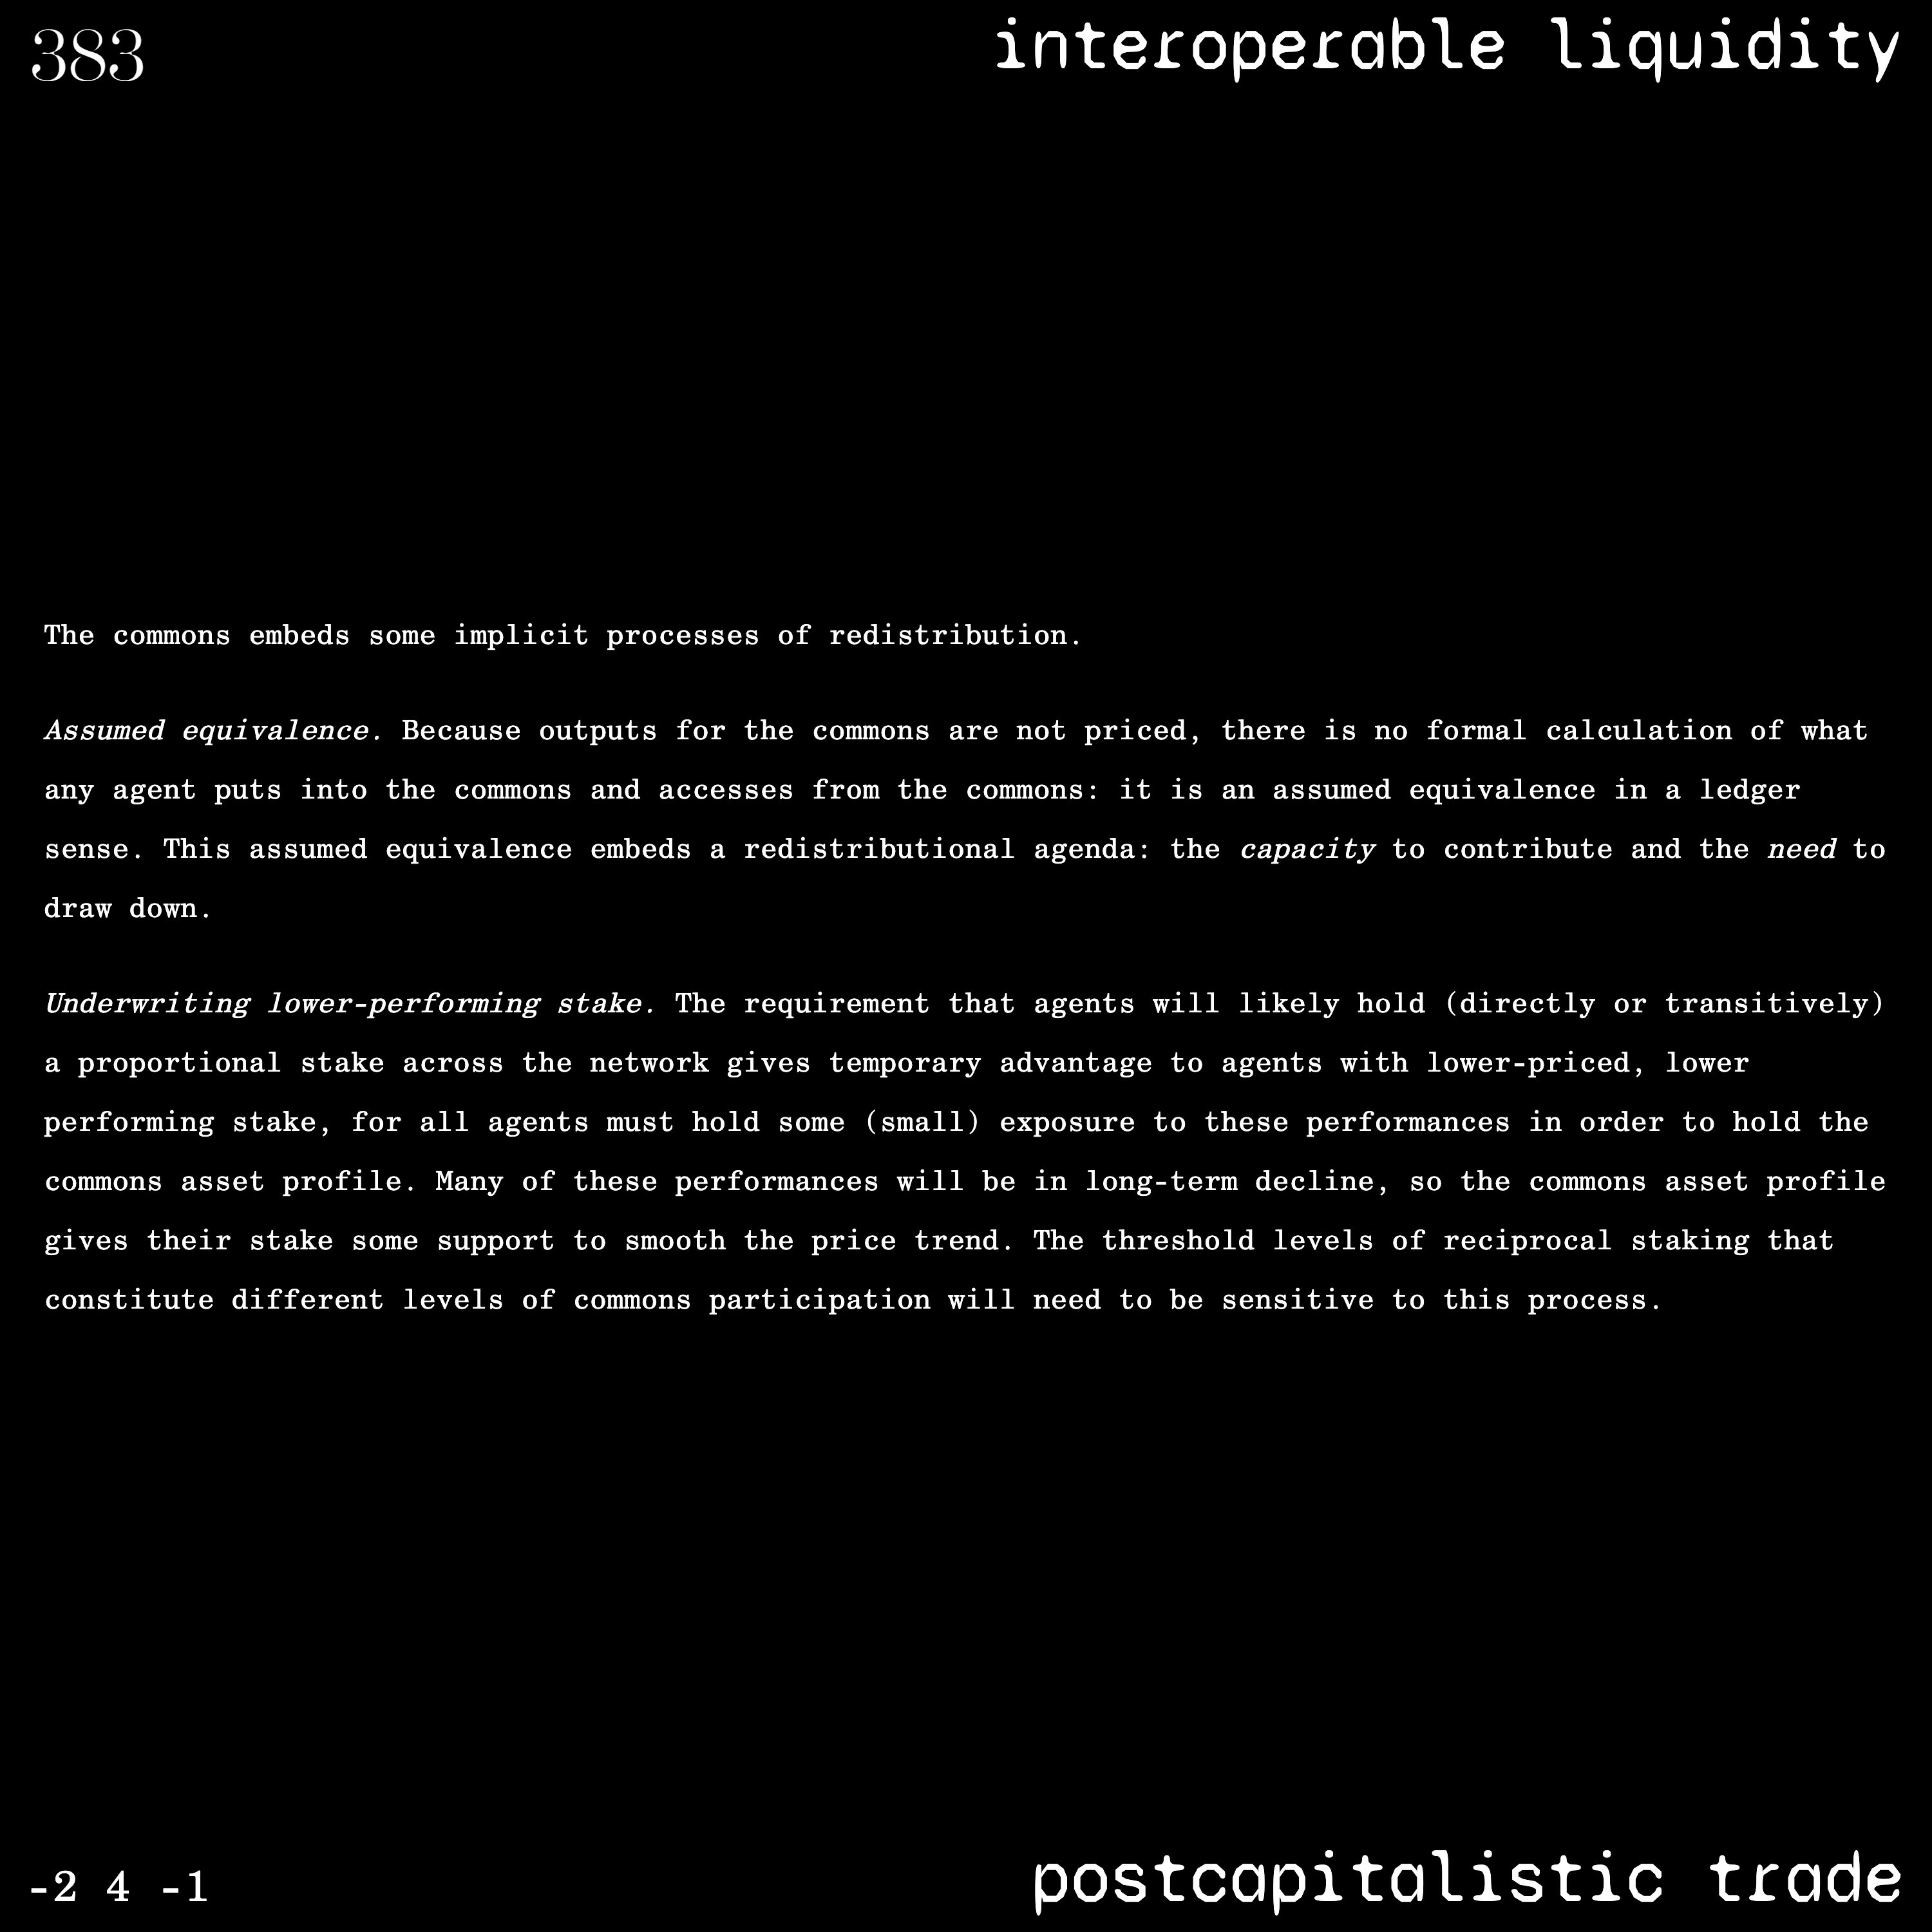 383
interoperable liquidity
The commons embeds some implicit processes of redistribution.
Assumed equivalence. Because outputs for the commons are not priced, there is no formal calculation of what
any agent puts into the commons and accesses from the commons: it is an assumed equivalence in a ledger
sense. This assumed equivalence embeds a redistributional agenda: the capacity to contribute and the need to
draw down.
Underwriting lower-performing stake. The requirement that agents will likely hold (directly or transitively)
a proportional stake across the network gives temporary advantage to agents with lower-priced, lower
performing stake, for all agents must hold some (small) exposure to these performances in order to hold the
commons asset profile. Many of these performances will be in long-term decline, so the commons asset profile
gives their stake some support to smooth the price trend. The threshold levels of reciprocal staking that
constitute different levels of commons participation will need to be sensitive to this process.
-2 4 -1
postcapitalistic trade